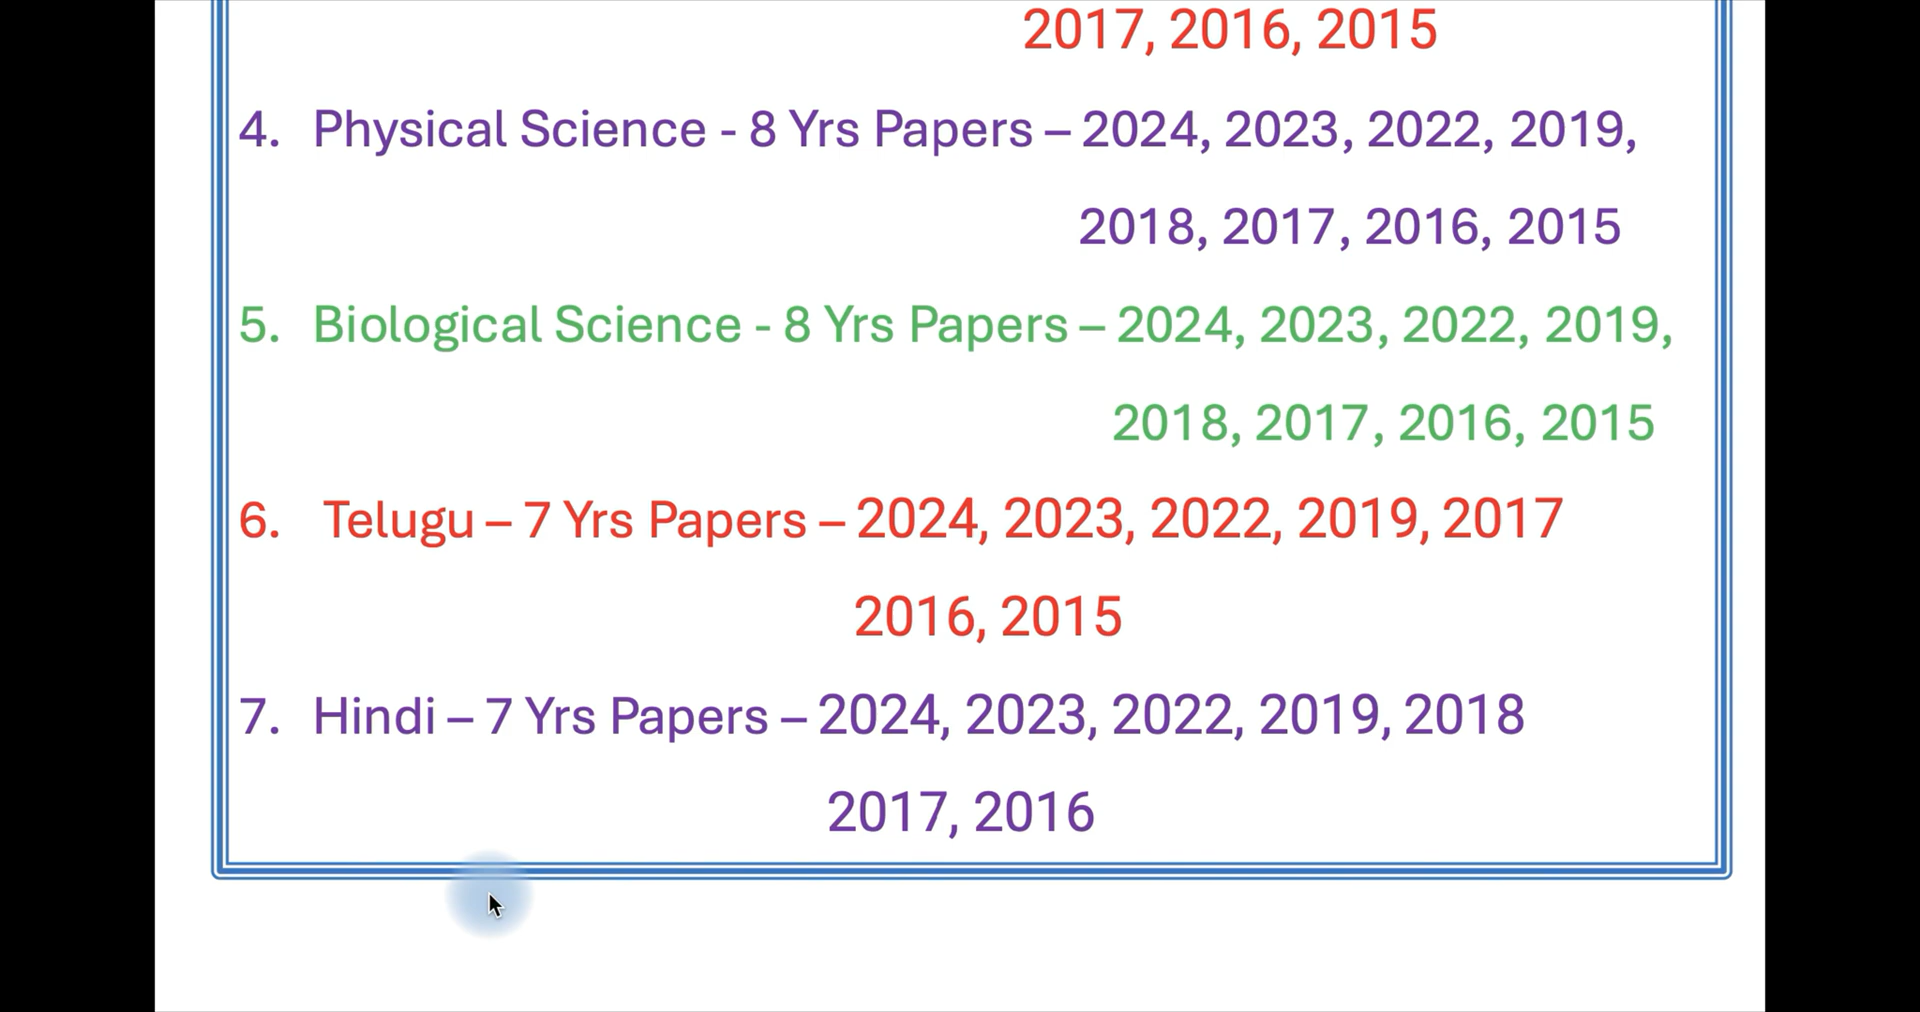 2017, 2016, 2015
4. Physical Science - 8 Yrs Papers – 2024, 2023, 2022, 2019,
2018, 2017, 2016, 2015
5. Biological Science - 8 Yrs Papers – 2024, 2023, 2022, 2019,
2018, 2017, 2016, 2015
6. Telugu – 7 Yrs Papers – 2024, 2023, 2022, 2019, 2017
2016, 2015
7. Hindi – 7 Yrs Papers – 2024, 2023, 2022, 2019, 2018
2017, 2016